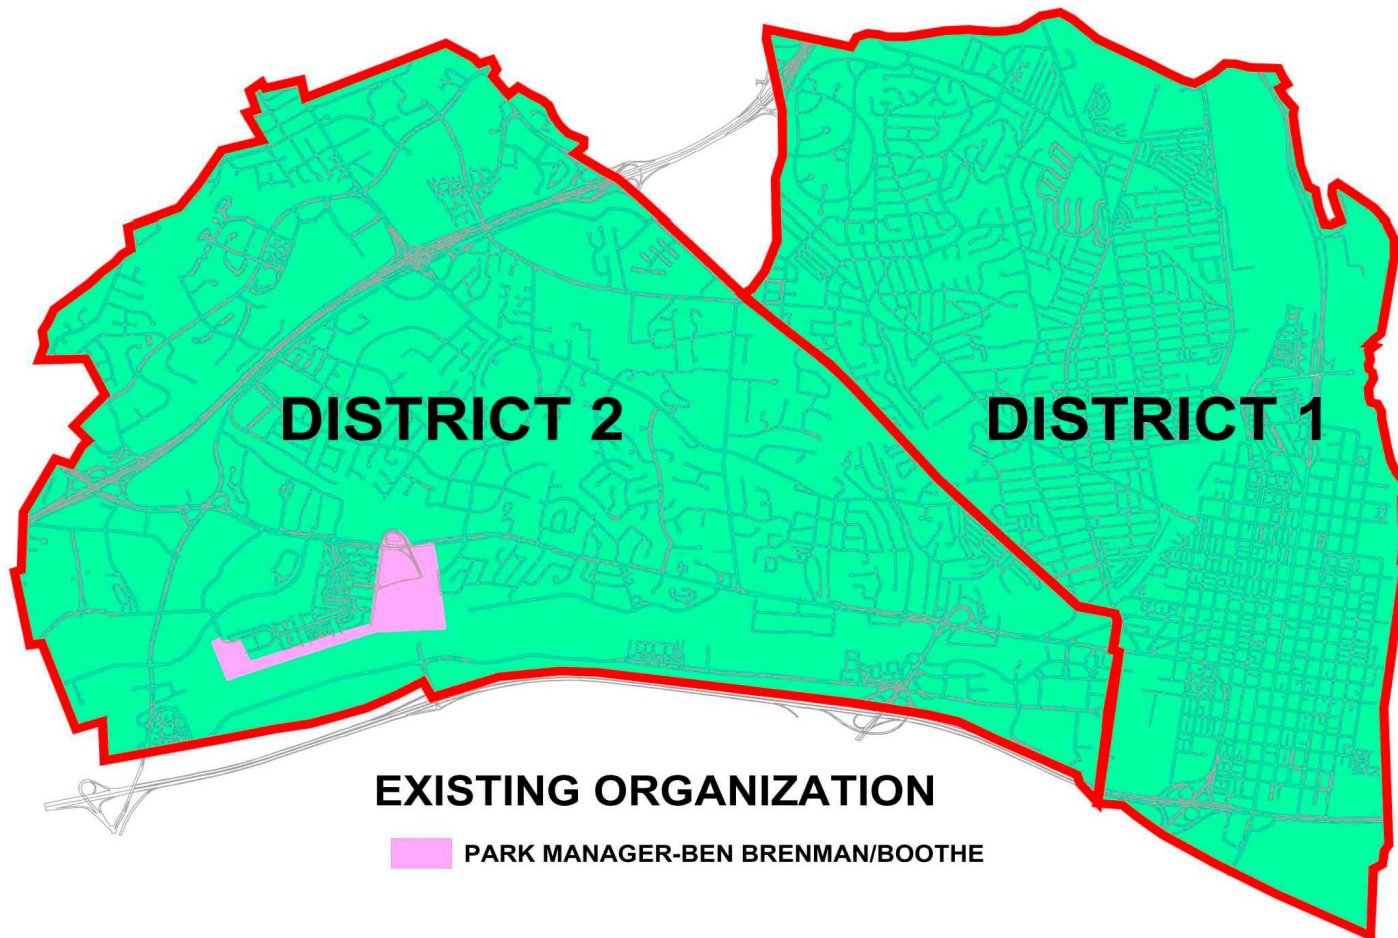 DISTRICT 2
DISTRICT 1
EXISTING ORGANIZATION
PARK MANAGER-BEN BRENMAN/BOOTHE